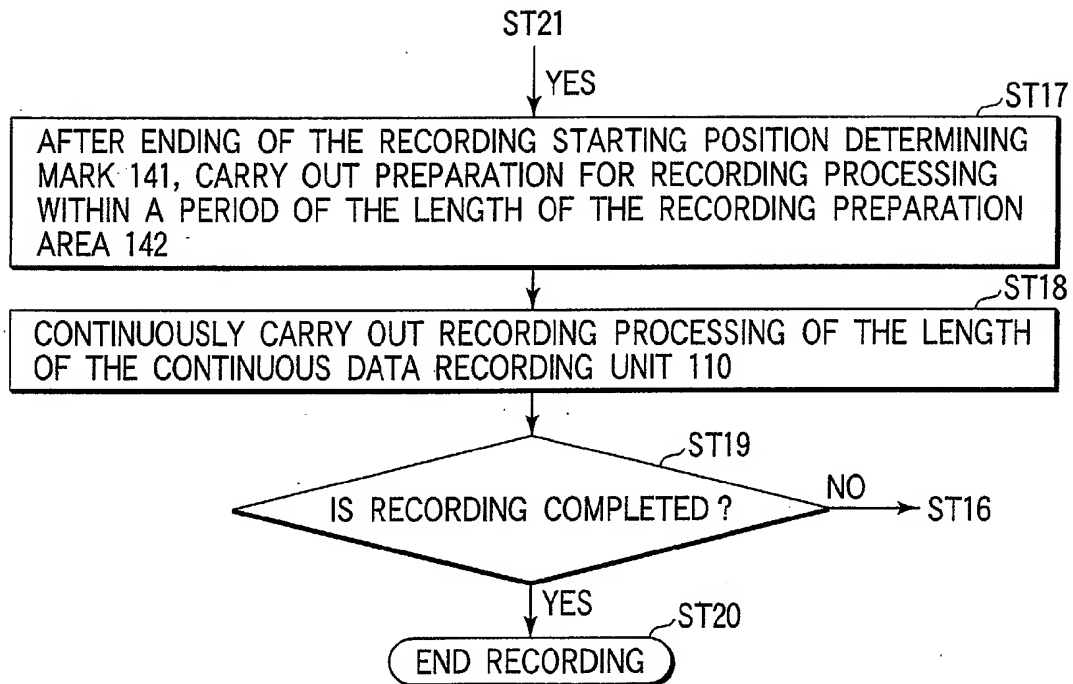 ST21
YES
ST17
AFTER ENDING OF THE RECORDING STARTING POSITION DETERMINING
MARK 141, CARRY OUT PREPARATION FOR RECORDING PROCESSING
WITHIN A PERIOD OF THE LENGTH OF THE RECORDING PREPARATION
AREA 142
ST18
CONTINUOUSLY CARRY OUT RECORDING PROCESSING OF THE LENGTH
OF THE CONTINUOUS DATA RECORDING UNIT 110
ST19
IS RECORDING COMPLETED ?
NO
ST16
YES
ST20
END RECORDING